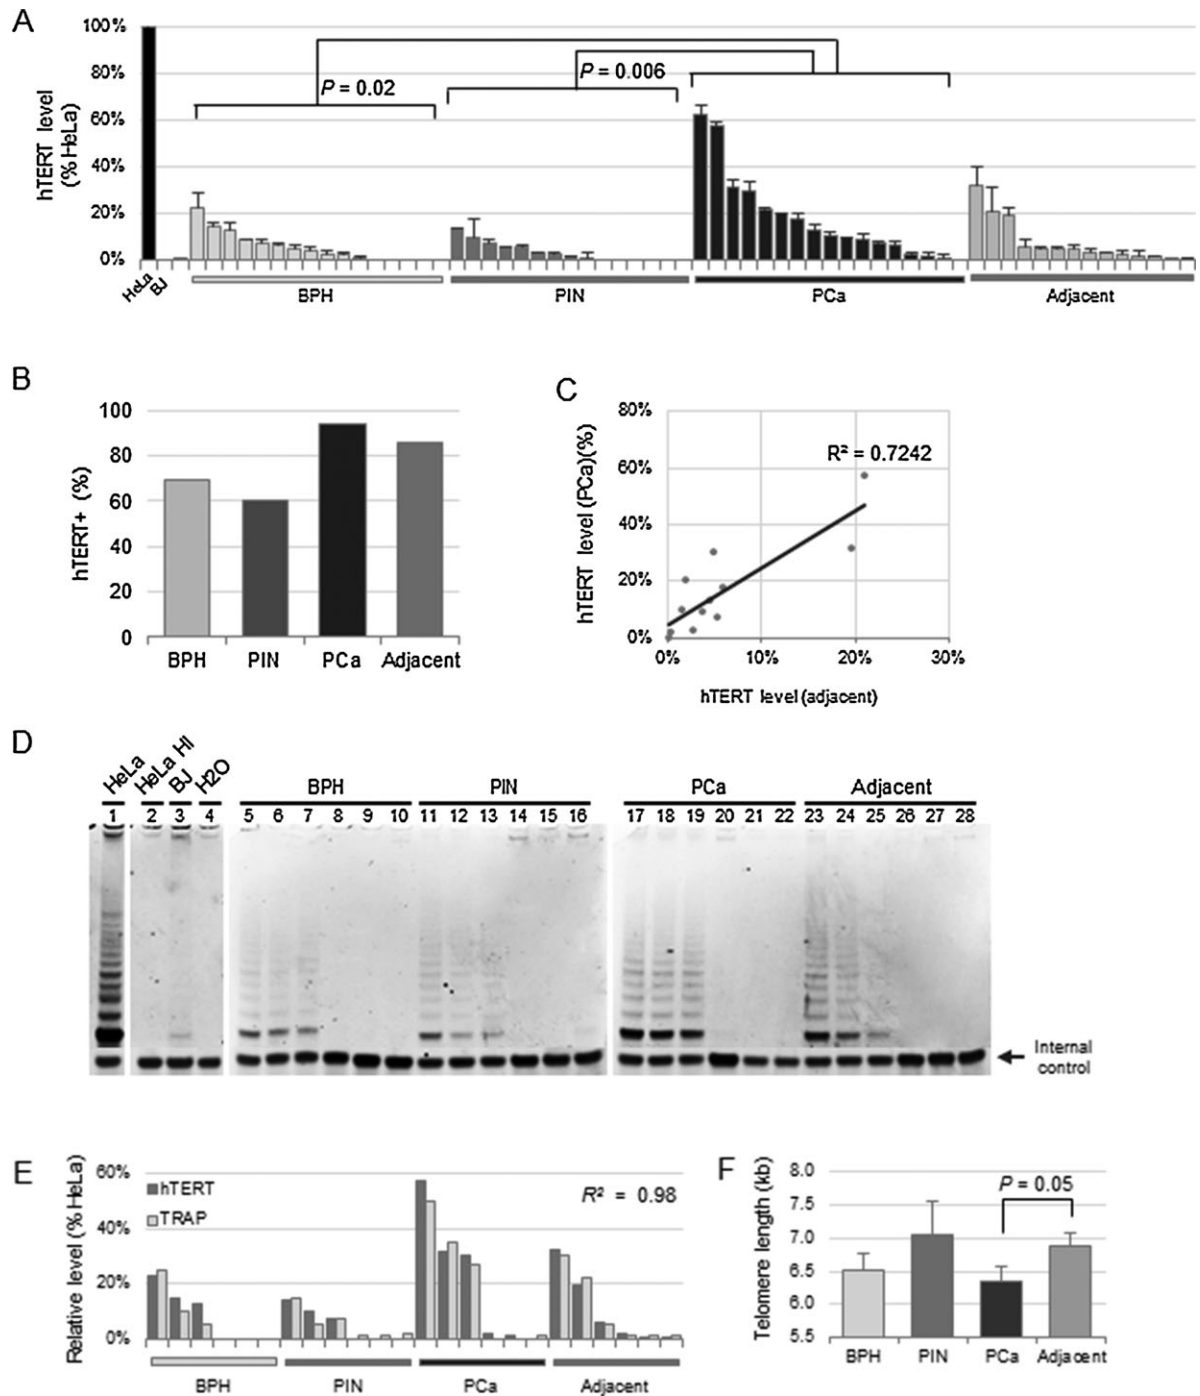 A
hTERT level
(% HeLa)
100%
80%
60%
40%
20%
0%
P = 0.02
P = 0.006
HeLa
BJ
BPH
PIN
PCa
Adjacent
B
hTERT+ (%)
100
80
60
40
20
0
BPH
PIN
PCa
Adjacent
C
hTERT level (PCa)(%)
80%
60%
40%
20%
0%
R² = 0.7242
0%
10%
20%
30%
hTERT level (adjacent)
D
HeLa
HeLa HI
BJ
H2O
BPH
PIN
PCa
Adjacent
1 2 3 4 5 6 7 8 9 10 11 12 13 14 15 16 17 18 19 20 21 22 23 24 25 26 27 28
Internal
control
E
Relative level (% HeLa)
60%
40%
20%
0%
hTERT
TRAP
R² = 0.98
BPH
PIN
PCa
Adjacent
F
Telomere length (kb)
8.0
7.5
7.0
6.5
6.0
5.5
P = 0.05
BPH
PIN
PCa
Adjacent